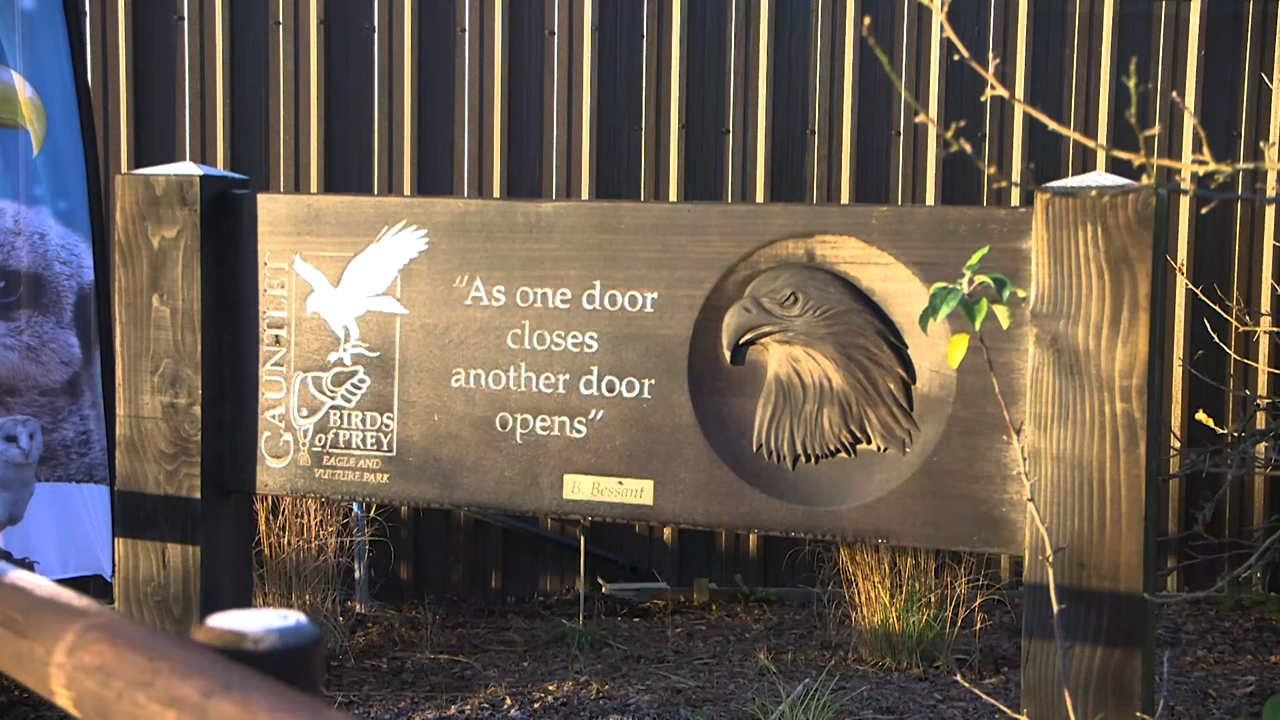 GAUNTLET
BIRDS
of PREY
EAGLE AND
VULTURE PARK
“As one door
closes
another door
opens”
B. Bessant